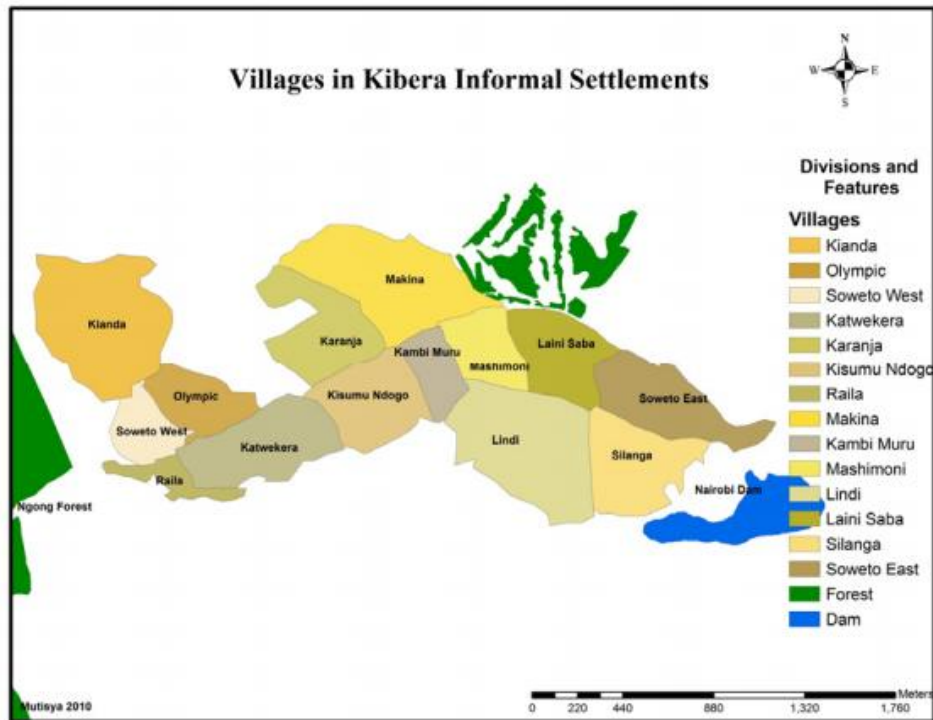 N
W E
S
Villages in Kibera Informal Settlements
Divisions and
Features
Villages
Kianda
Olympic
Soweto West
Katwekera
Karanja
Kisumu Ndogo
Raila
Makina
Kambi Muru
Mashimoni
Lindi
Laini Saba
Silanga
Soweto East
Forest
Dam
Makina
Kianda
Karanja
Kambi Muru
Laini Saba
Mashimoni
Olympic
Kisumu Ndogo
Soweto East
Soweto West
Katwekera
Lindi
Silanga
Raila
Nairobi Dam
Ngong Forest
Meters
0 220 440 880 1,320 1,760
Mutisya 2010